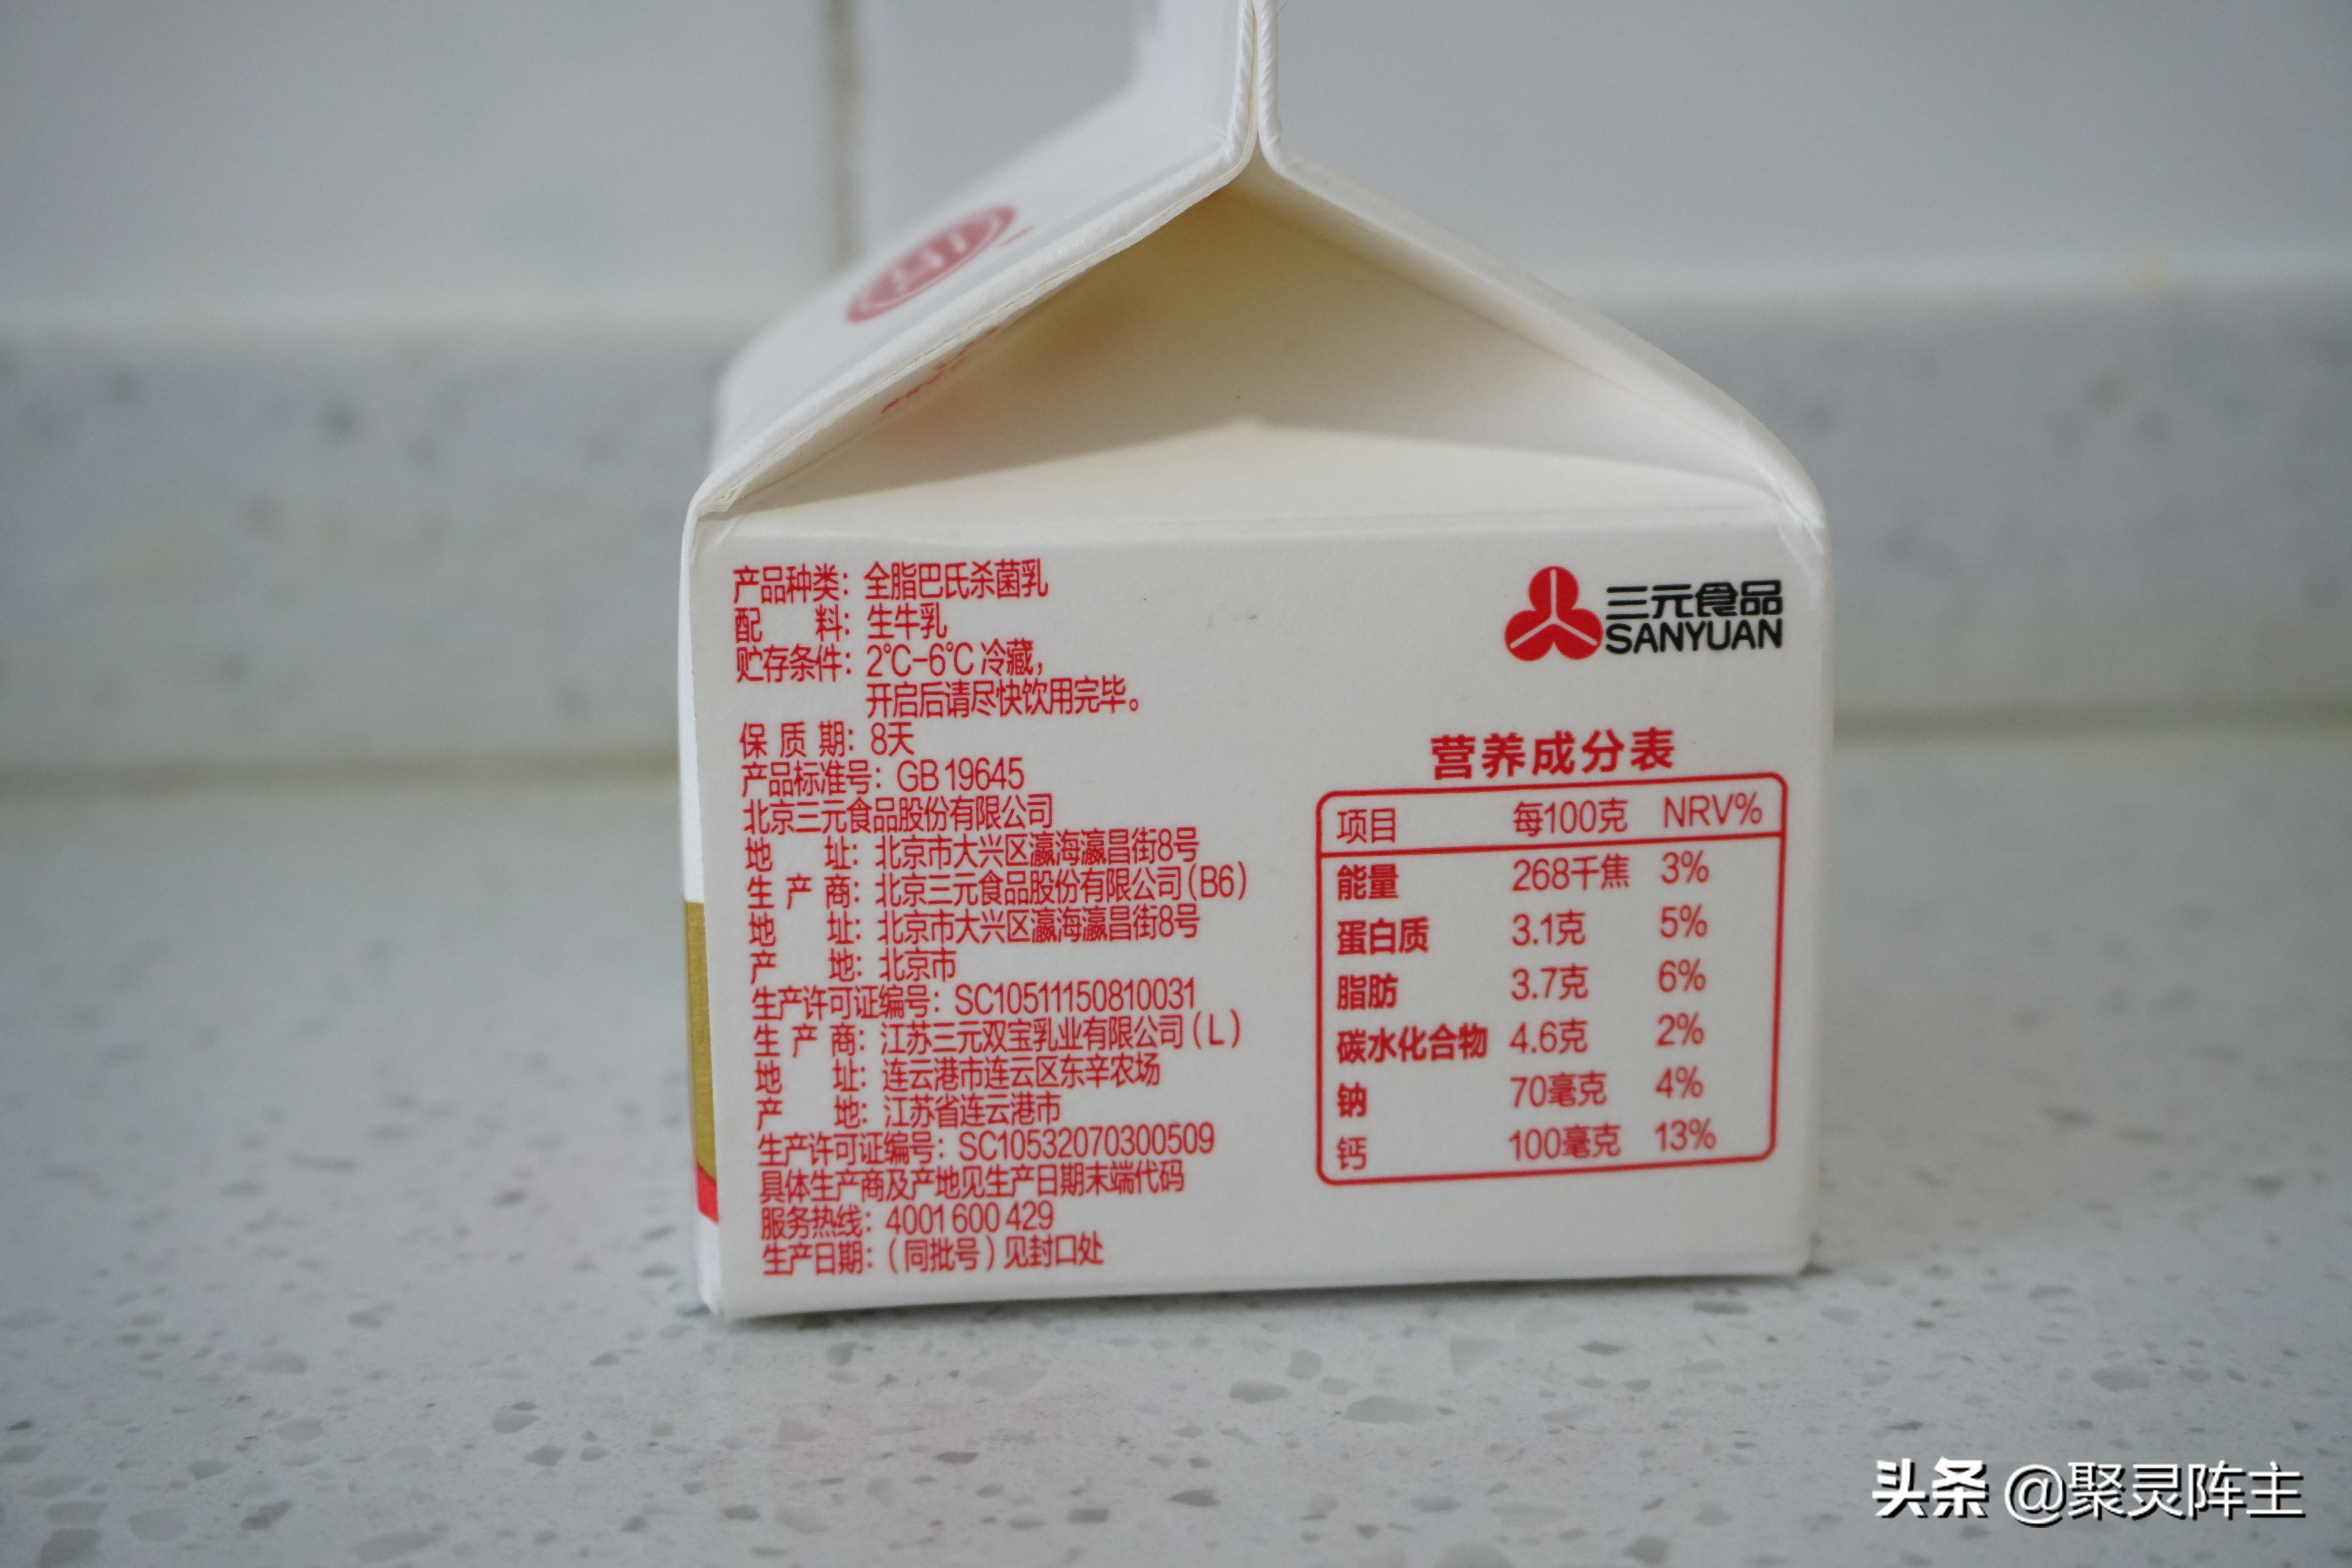 产品种类：全脂巴氏杀菌乳
配料：生牛乳
贮存条件：2℃-6℃冷藏，
开启后请尽快饮用完毕。
保质期：8天
产品标准号：GB 19645
北京三元食品股份有限公司
地址：北京市大兴区瀛海瀛昌街8号
生产商：北京三元食品股份有限公司（B6）
地址：北京市大兴区瀛海瀛昌街8号
产地：北京市
生产许可证编号：SC10511150810031
生产商：江苏三元双宝乳业有限公司（L）
地址：连云港市连云区东辛农场
产地：江苏省连云港市
生产许可证编号：SC10532070300509
具体生产商及产地见生产日期末端代码
服务热线：4001 600 429
生产日期：（同批号）见封口处
三元食品
SANYUAN
营养成分表
项目 每100克 NRV%
能量 268千焦 3%
蛋白质 3.1克 5%
脂肪 3.7克 6%
碳水化合物 4.6克 2%
钠 70毫克 4%
钙 100毫克 13%
头条 @聚灵阵主